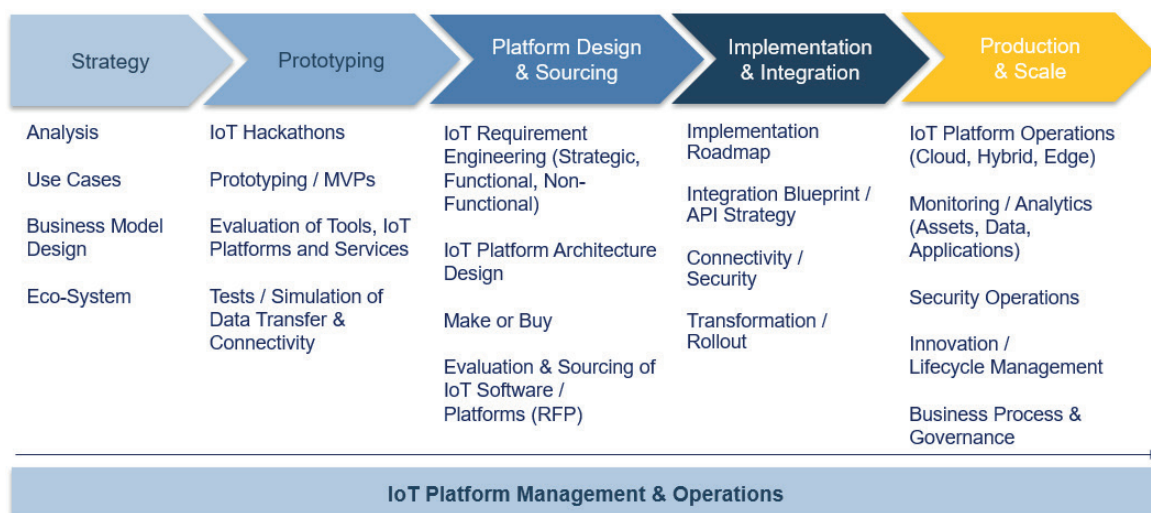 Strategy
Prototyping
Platform Design
& Sourcing
Implementation
& Integration
Production
& Scale
Analysis
Use Cases
Business Model
Design
Eco-System
IoT Hackathons
Prototyping / MVPs
Evaluation of Tools, IoT
Platforms and Services
Tests / Simulation of
Data Transfer &
Connectivity
IoT Requirement
Engineering (Strategic,
Functional, Non-
Functional)
IoT Platform Architecture
Design
Make or Buy
Evaluation & Sourcing of
IoT Software /
Platforms (RFP)
Implementation
Roadmap
Integration Blueprint /
API Strategy
Connectivity /
Security
Transformation /
Rollout
IoT Platform Operations
(Cloud, Hybrid, Edge)
Monitoring / Analytics
(Assets, Data,
Applications)
Security Operations
Innovation /
Lifecycle Management
Business Process &
Governance
IoT Platform Management & Operations